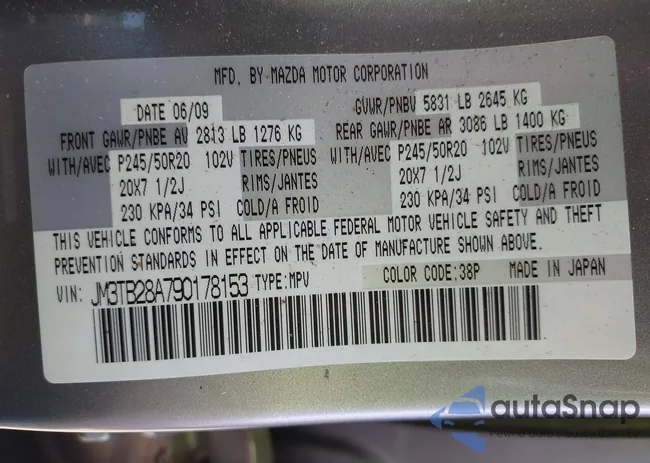 MFD. BY MAZDA MOTOR CORPORATION
DATE 06/09
GVWR/PNBV 5831 LB 2645 KG
FRONT GAWR/PNBE AV 2813 LB 1276 KG
REAR GAWR/PNBE AR 3086 LB 1400 KG
WITH/AVEC P245/50R20 102V TIRES/PNEUS
WITH/AVEC P245/50R20 102V TIRES/PNEUS
20X7 1/2J RIMS/JANTES
20X7 1/2J RIMS/JANTES
230 KPA/34 PSI COLD/A FROID
230 KPA/34 PSI COLD/A FROID
THIS VEHICLE CONFORMS TO ALL APPLICABLE FEDERAL MOTOR VEHICLE SAFETY AND THEFT
PREVENTION STANDARDS IN EFFECT ON THE DATE OF MANUFACTURE SHOWN ABOVE.
VIN: JM3TB28A790178153 TYPE:MPV
COLOR CODE:38P MADE IN JAPAN
autoSnap